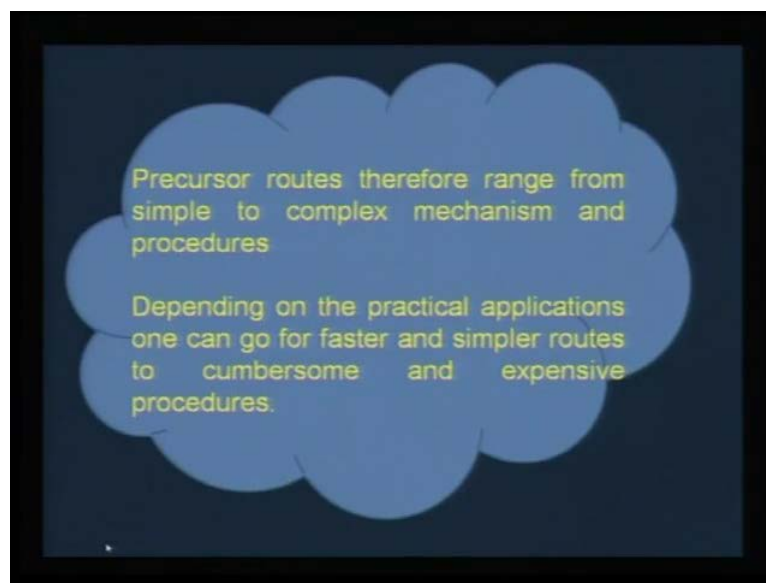 Precursor routes therefore range from
simple to complex mechanism and
procedures
Depending on the practical applications
one can go for faster and simpler routes
to cumbersome and expensive
procedures.